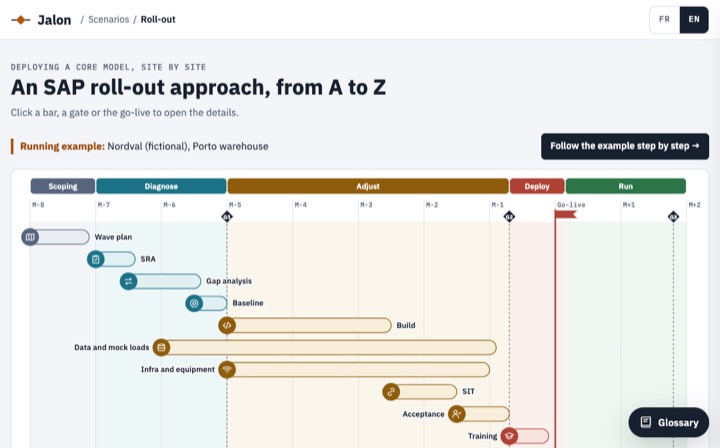 Jalon / Scenarios / Roll-out
FR EN
DEPLOYING A CORE MODEL, SITE BY SITE
An SAP roll-out approach, from A to Z
Click a bar, a gate or the go-live to open the details.
Running example: Nordval (fictional), Porto warehouse
Follow the example step by step →
Scoping Diagnose Adjust Deploy Run
M-8 M-7 M-6 M-5 M-4 M-3 M-2 M-1 Go-live M+1 M+2
G1 G2 G3
Wave plan
SRA
Gap analysis
Baseline
Build
Data and mock loads
Infra and equipment
SIT
Acceptance
Training
Glossary